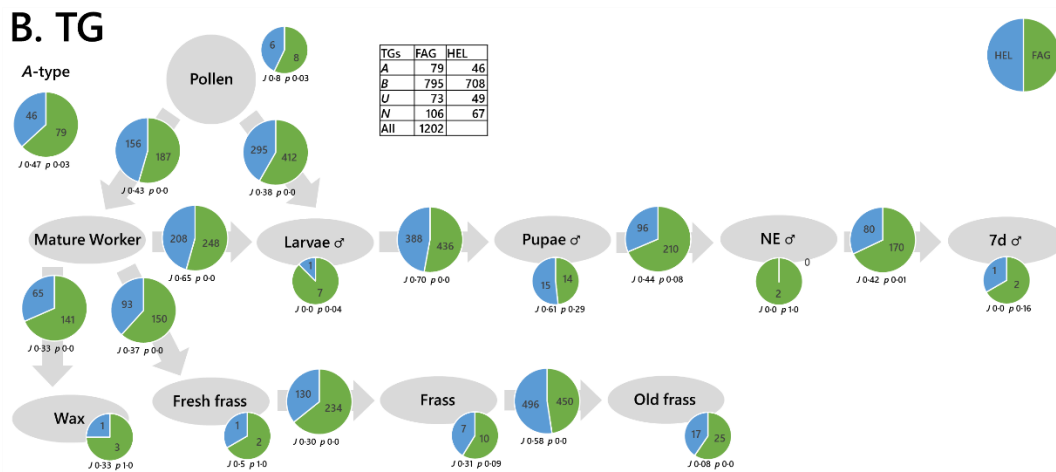 B. TG
6
8
J 0·8 p 0·03
Pollen
TGs FAG HEL
A 79 46
B 795 708
U 73 49
N 106 67
All 1202
HEL FAG
A-type
46
79
J 0·47 p 0·03
156
187
J 0·43 p 0·0
295
412
J 0·38 p 0·0
Mature Worker
208
248
J 0·65 p 0·0
Larvae ♂
1
7
J 0·0 p 0·04
388
436
J 0·70 p 0·0
Pupae ♂
15
14
J 0·61 p 0·29
96
210
J 0·44 p 0·08
NE ♂
0
2
J 0·0 p 1·0
80
170
J 0·42 p 0·01
7d ♂
1
2
J 0·0 p 0·16
65
141
J 0·33 p 0·0
93
150
J 0·37 p 0·0
Wax
1
3
J 0·33 p 1·0
Fresh frass
1
2
J 0·5 p 1·0
130
234
J 0·30 p 0·0
Frass
7
10
J 0·31 p 0·09
496
450
J 0·58 p 0·0
Old frass
17
25
J 0·08 p 0·0